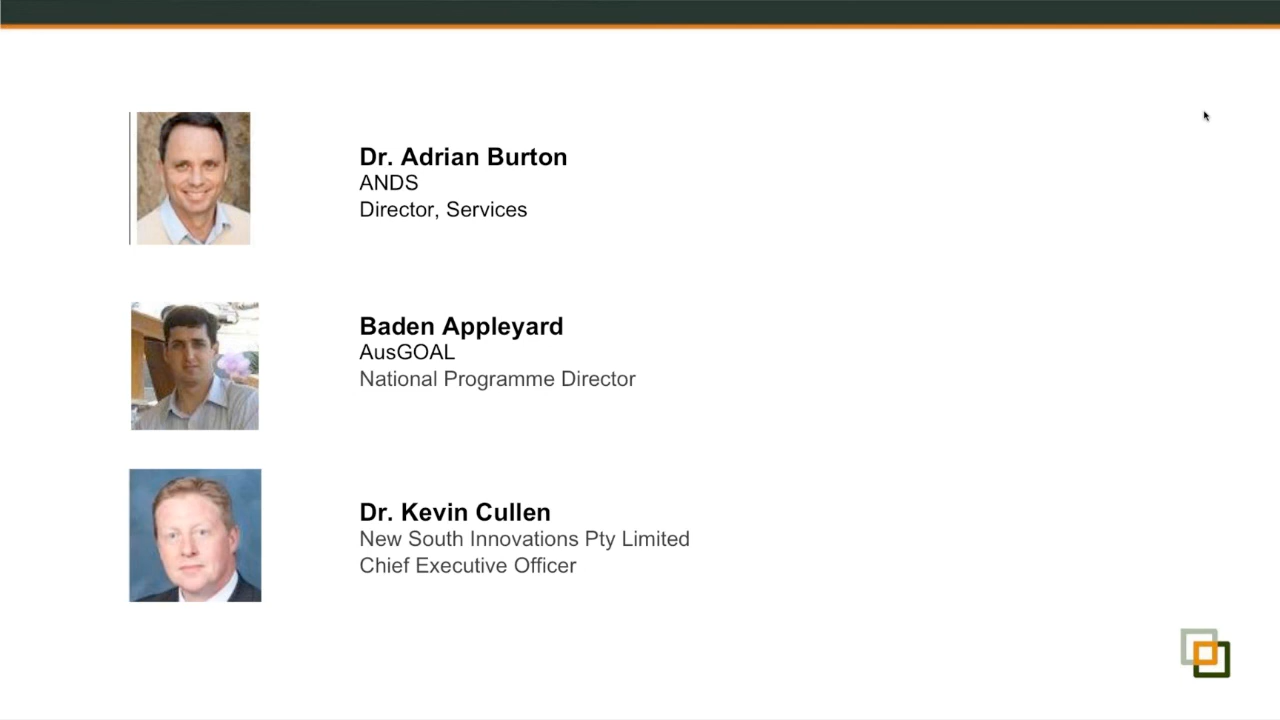 Dr. Adrian Burton
ANDS
Director, Services
Baden Appleyard
AusGOAL
National Programme Director
Dr. Kevin Cullen
New South Innovations Pty Limited
Chief Executive Officer